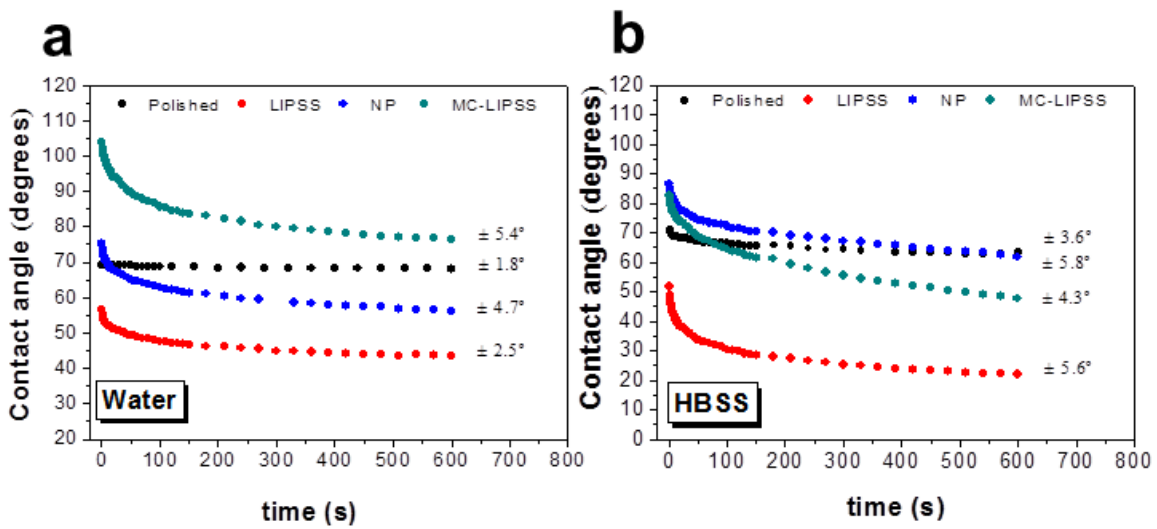 a
Contact angle (degrees)
120
110
100
90
80
70
60
50
40
30
20
Polished LIPSS NP MC-LIPSS
± 5.4°
± 1.8°
± 4.7°
± 2.5°
Water
0 100 200 300 400 500 600 700 800
time (s)
b
Contact angle (degrees)
120
110
100
90
80
70
60
50
40
30
20
10
0
Polished LIPSS NP MC-LIPSS
± 3.6°
± 5.8°
± 4.3°
± 5.6°
HBSS
0 100 200 300 400 500 600 700 800
time (s)